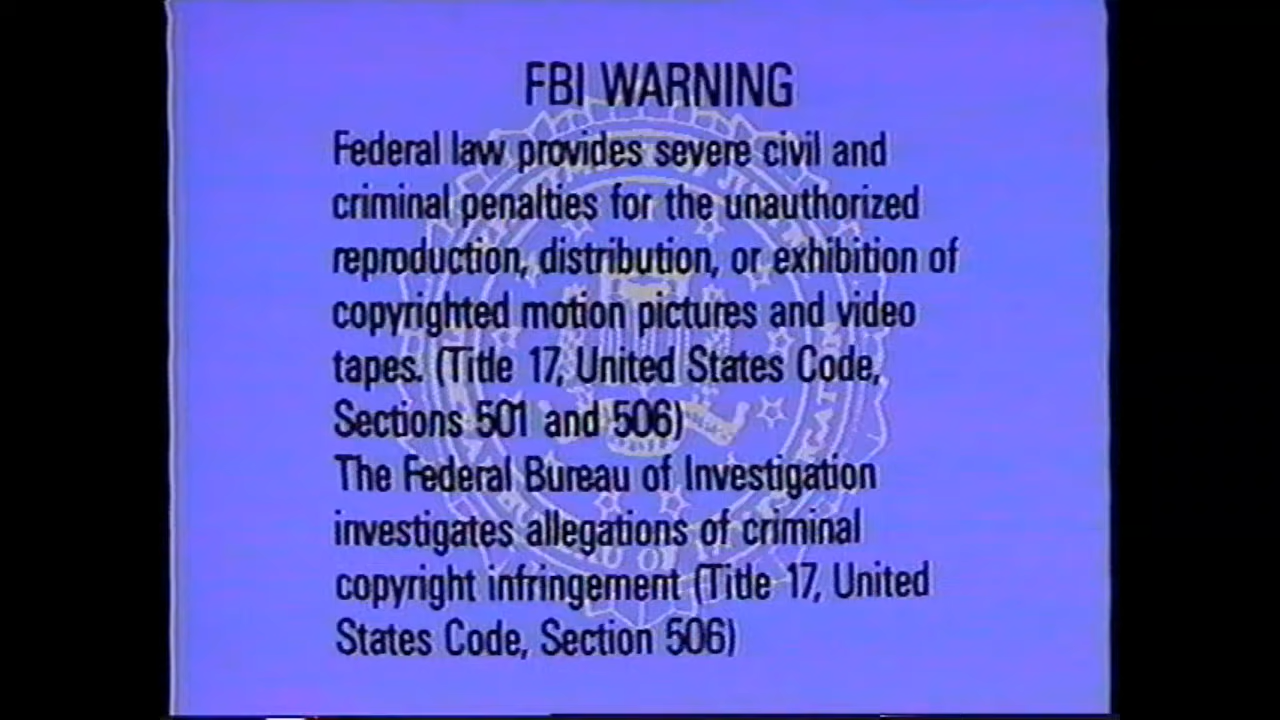 FBI WARNING
Federal law provides severe civil and
criminal penalties for the unauthorized
reproduction, distribution, or exhibition of
copyrighted motion pictures and video
tapes. (Title 17, United States Code,
Sections 501 and 506)
The Federal Bureau of Investigation
investigates allegations of criminal
copyright infringement (Title 17, United
States Code, Section 506)